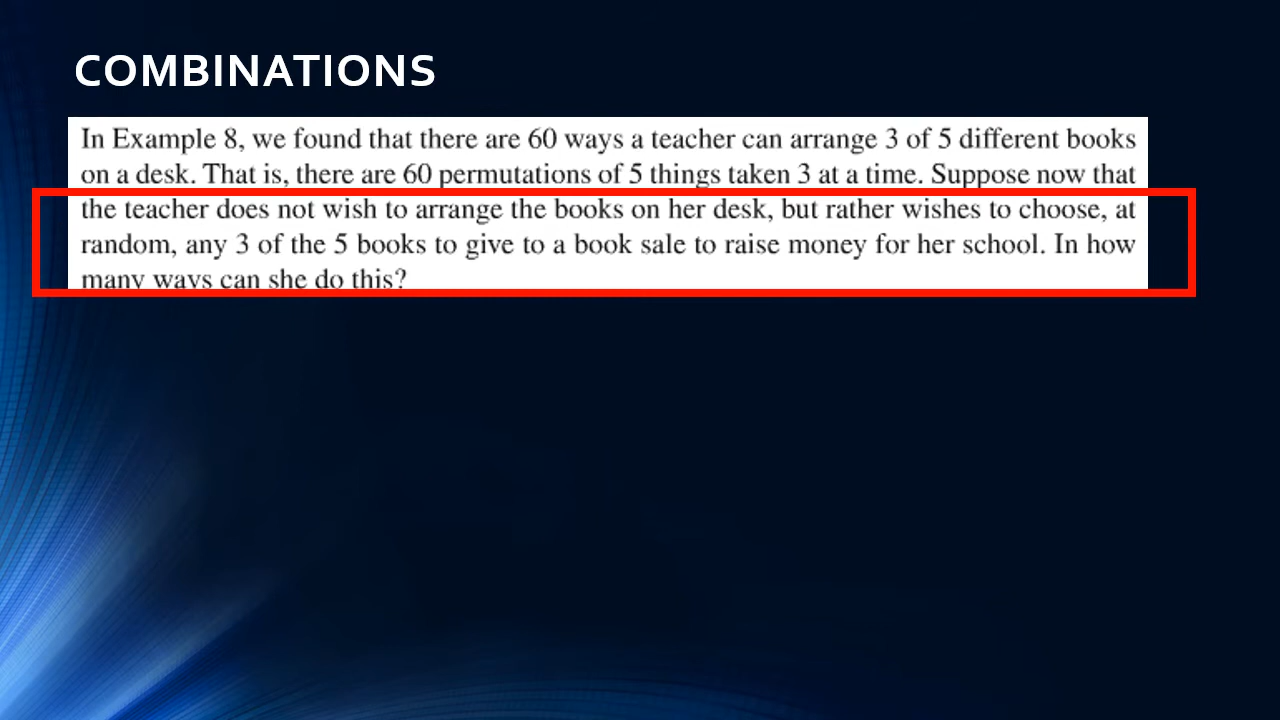 COMBINATIONS
In Example 8, we found that there are 60 ways a teacher can arrange 3 of 5 different books
on a desk. That is, there are 60 permutations of 5 things taken 3 at a time. Suppose now that
the teacher does not wish to arrange the books on her desk, but rather wishes to choose, at
random, any 3 of the 5 books to give to a book sale to raise money for her school. In how
many ways can she do this?